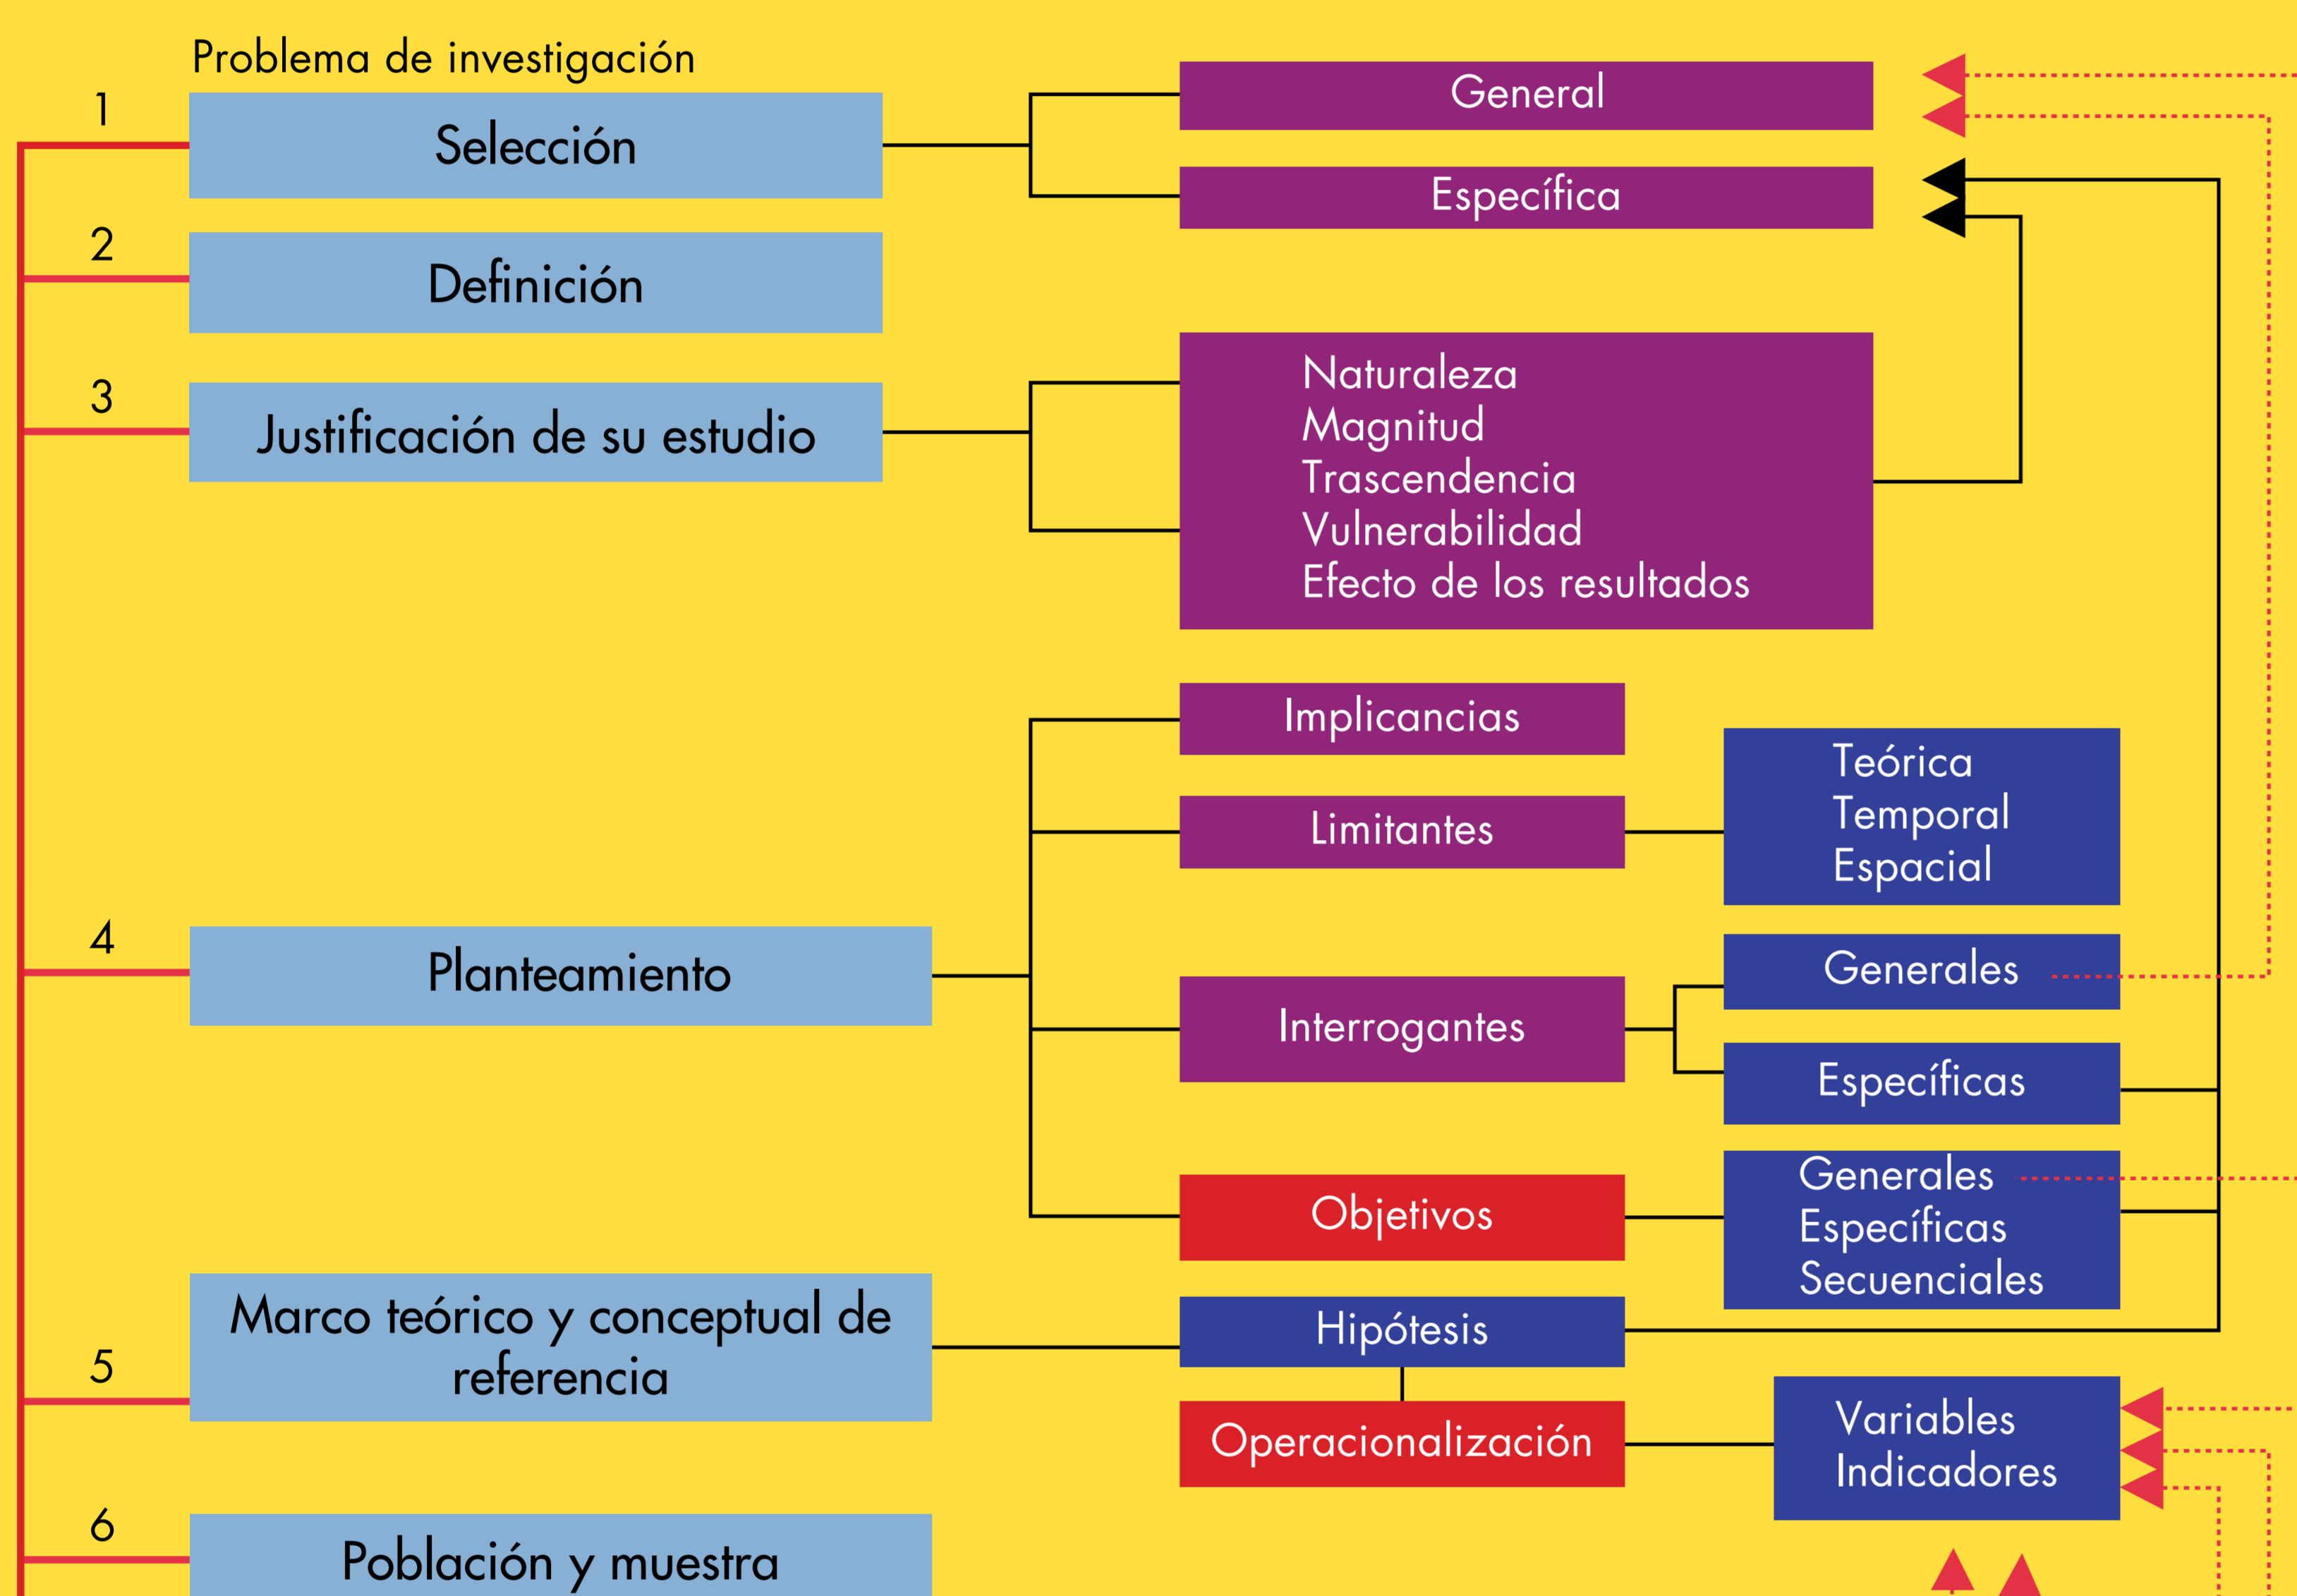 Problema de investigación
1
Selección
General
Específica
2
Definición
3
Justificación de su estudio
Naturaleza
Magnitud
Trascendencia
Vulnerabilidad
Efecto de los resultados
4
Planteamiento
Implicancias
Limitantes
Teórica
Temporal
Espacial
Interrogantes
Generales
Específicas
Objetivos
Generales
Específicas
Secuenciales
5
Marco teórico y conceptual de
referencia
Hipótesis
Operacionalización
Variables
Indicadores
6
Población y muestra